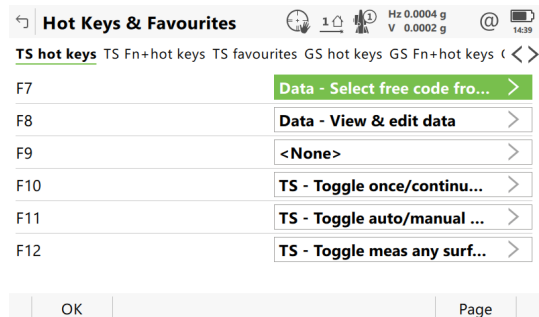 Hot Keys & Favourites 1 1 Hz 0.0004 g
V 0.0002 g @ 14:39
TS hot keys TS Fn+hot keys TS favourites GS hot keys GS Fn+hot keys
F7 Data - Select free code fro...
F8 Data - View & edit data
F9 <None>
F10 TS - Toggle once/continu...
F11 TS - Toggle auto/manual ...
F12 TS - Toggle meas any surf...
OK Page